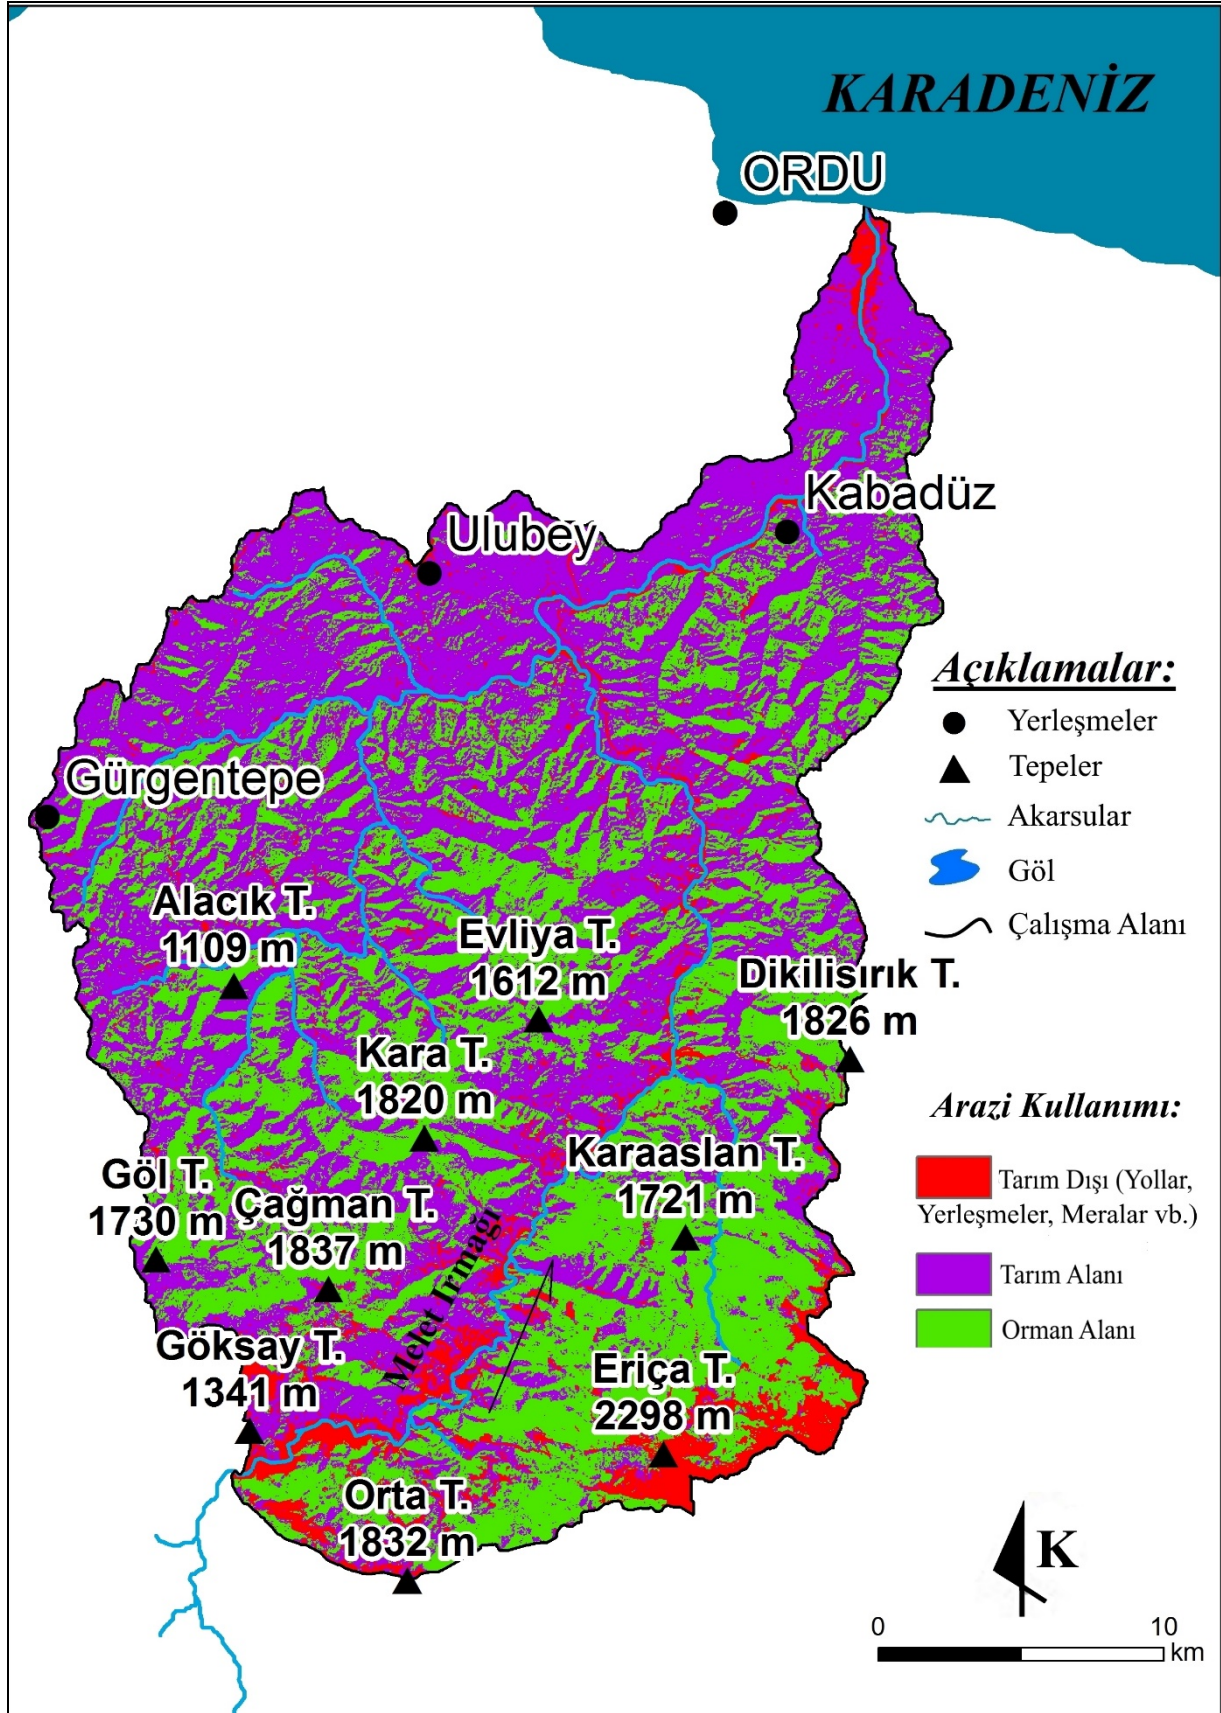 KARADENİZ
ORDU
Kabadüz
Ulubey
Açıklamalar:
Yerleşmeler
Tepeler
Akarsular
Göl
Çalışma Alanı
Gürgentepe
Alacık T.
1109 m
Evliya T.
1612 m
Dikilisırık T.
1826 m
Kara T.
1820 m
Arazi Kullanımı:
Karaaslan T.
1721 m
Göl T.
1730 m
Çağman T.
1837 m
Tarım Dışı (Yollar,
Yerleşmeler, Meralar vb.)
Tarım Alanı
Orman Alanı
Melet Irmağı
Göksay T.
1341 m
Eriça T.
2298 m
Orta T.
1832 m
K
0 10
km